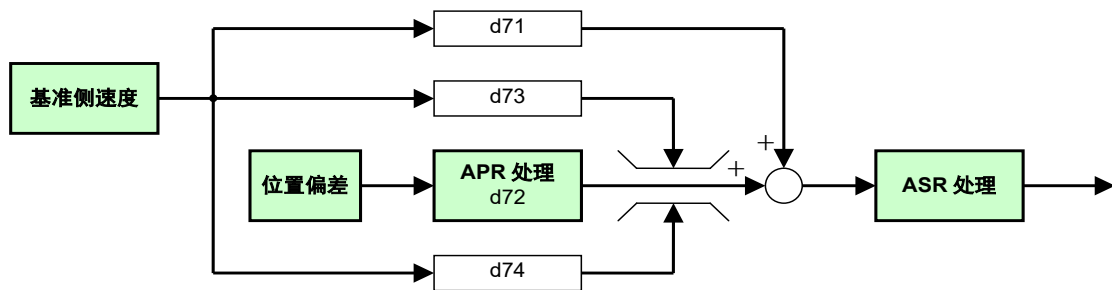 d71
基准侧速度
d73
位置偏差
APR 处理
d72
+
+
ASR 处理
d74